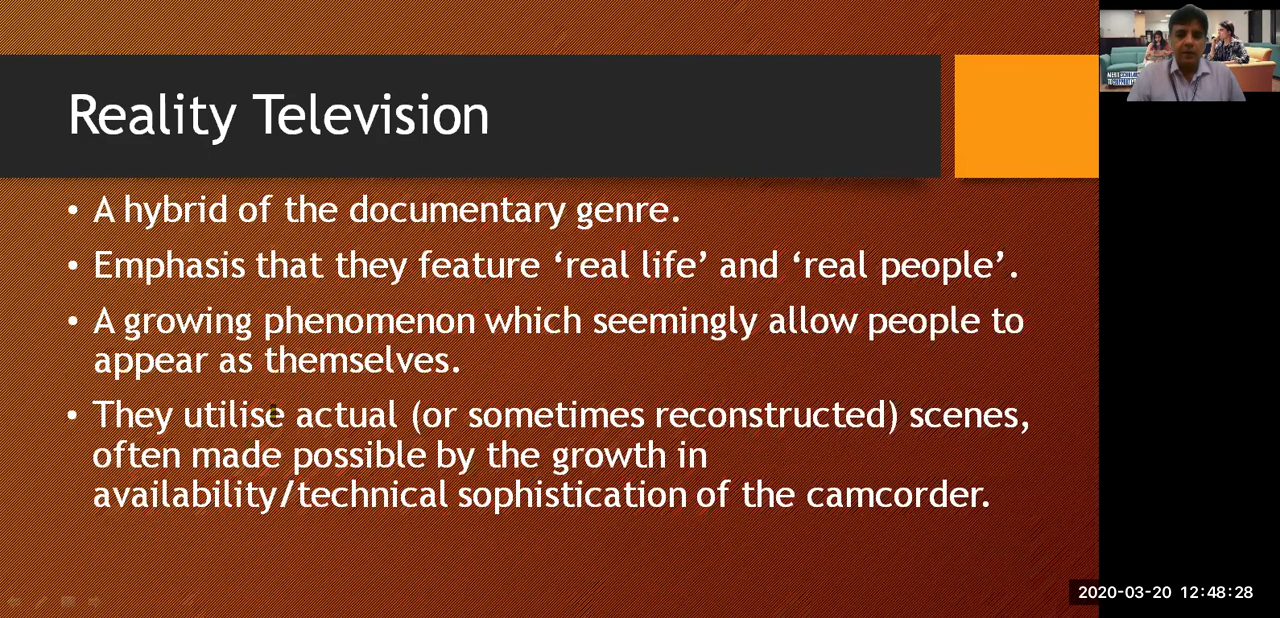 Reality Television
• A hybrid of the documentary genre.
• Emphasis that they feature ‘real life’ and ‘real people’.
• A growing phenomenon which seemingly allow people to
appear as themselves.
• They utilise actual (or sometimes reconstructed) scenes,
often made possible by the growth in
availability/technical sophistication of the camcorder.
2020-03-20 12:48:28